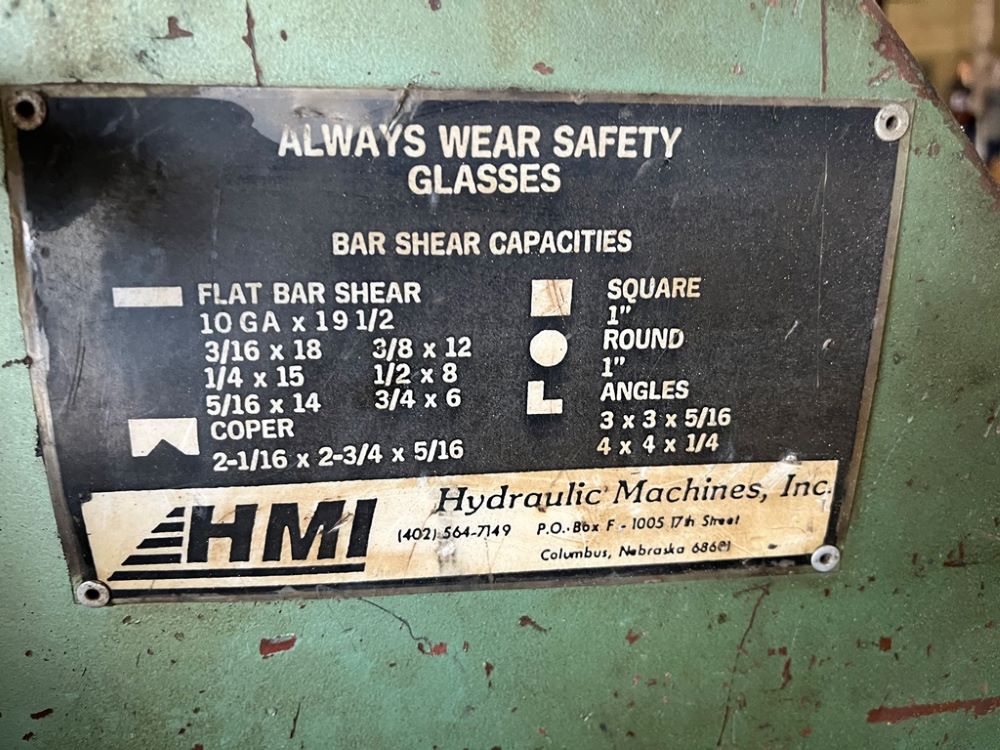 ALWAYS WEAR SAFETY
GLASSES
BAR SHEAR CAPACITIES
FLAT BAR SHEAR
10 GA x 19 1/2
3/16 x 18 3/8 x 12
1/4 x 15 1/2 x 8
5/16 x 14 3/4 x 6
COPER
2-1/16 x 2-3/4 x 5/16
SQUARE
1"
ROUND
1"
ANGLES
3 x 3 x 5/16
4 x 4 x 1/4
HMI
Hydraulic Machines, Inc.
(402) 564-7149 P.O. Box F - 1005 17th Street
Columbus, Nebraska 68601